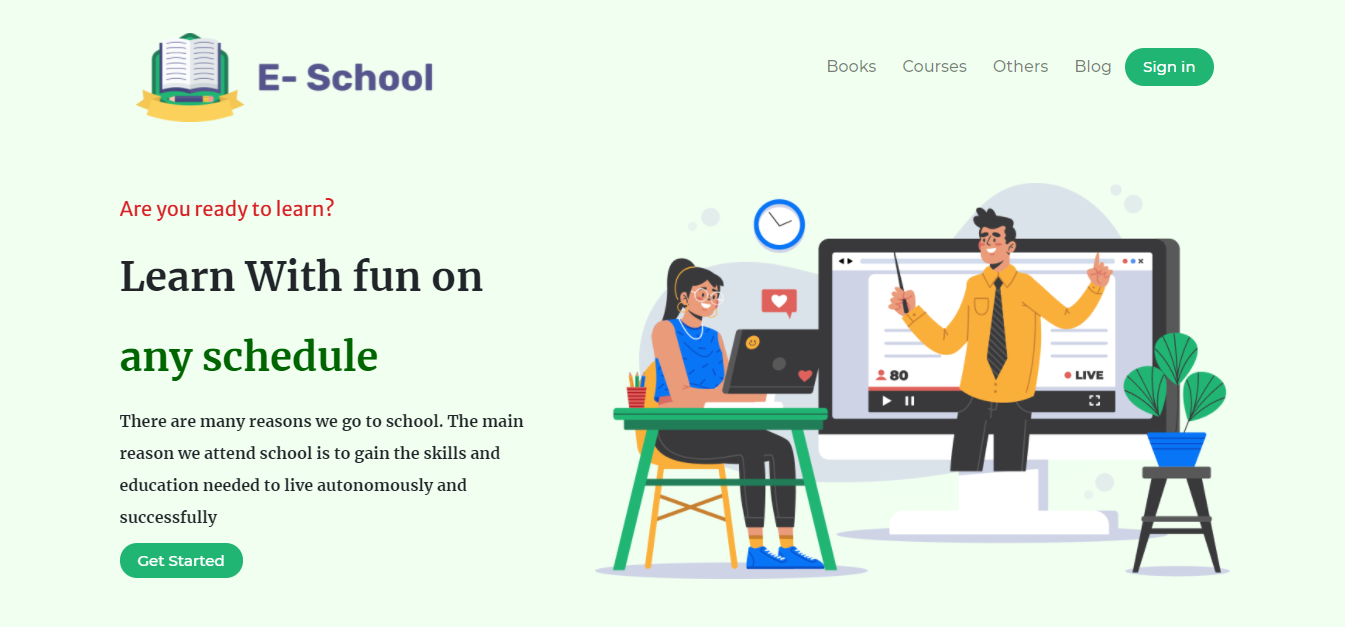 E- School
Books Courses Others Blog Sign in
Are you ready to learn?
Learn With fun on
any schedule
There are many reasons we go to school. The main
reason we attend school is to gain the skills and
education needed to live autonomously and
successfully
Get Started
80
LIVE